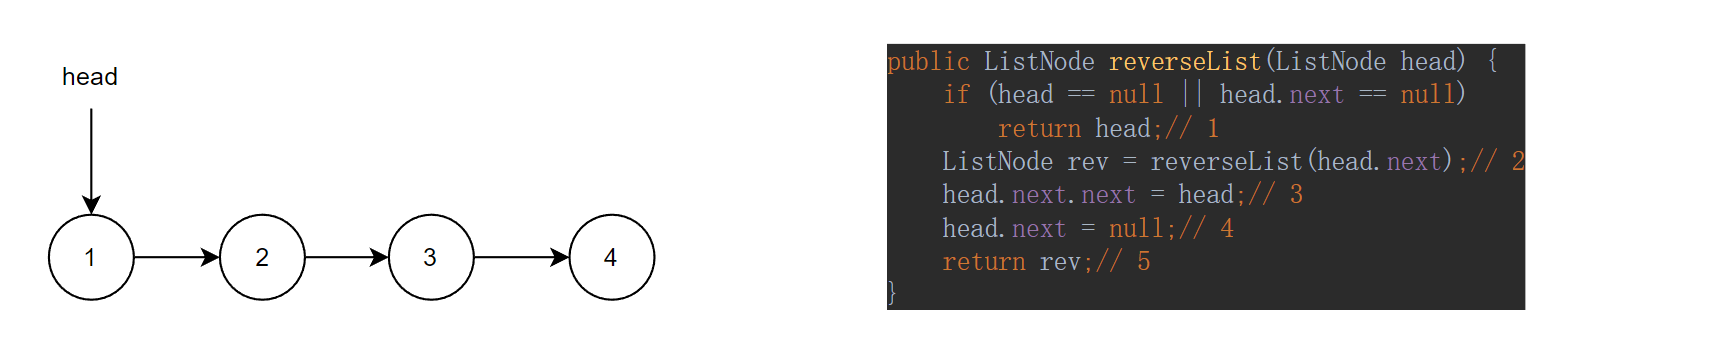 head
1 2 3 4
public ListNode reverseList(ListNode head) {
if (head == null || head.next == null)
return head;// 1
ListNode rev = reverseList(head.next);// 2
head.next.next = head;// 3
head.next = null;// 4
return rev;// 5
}